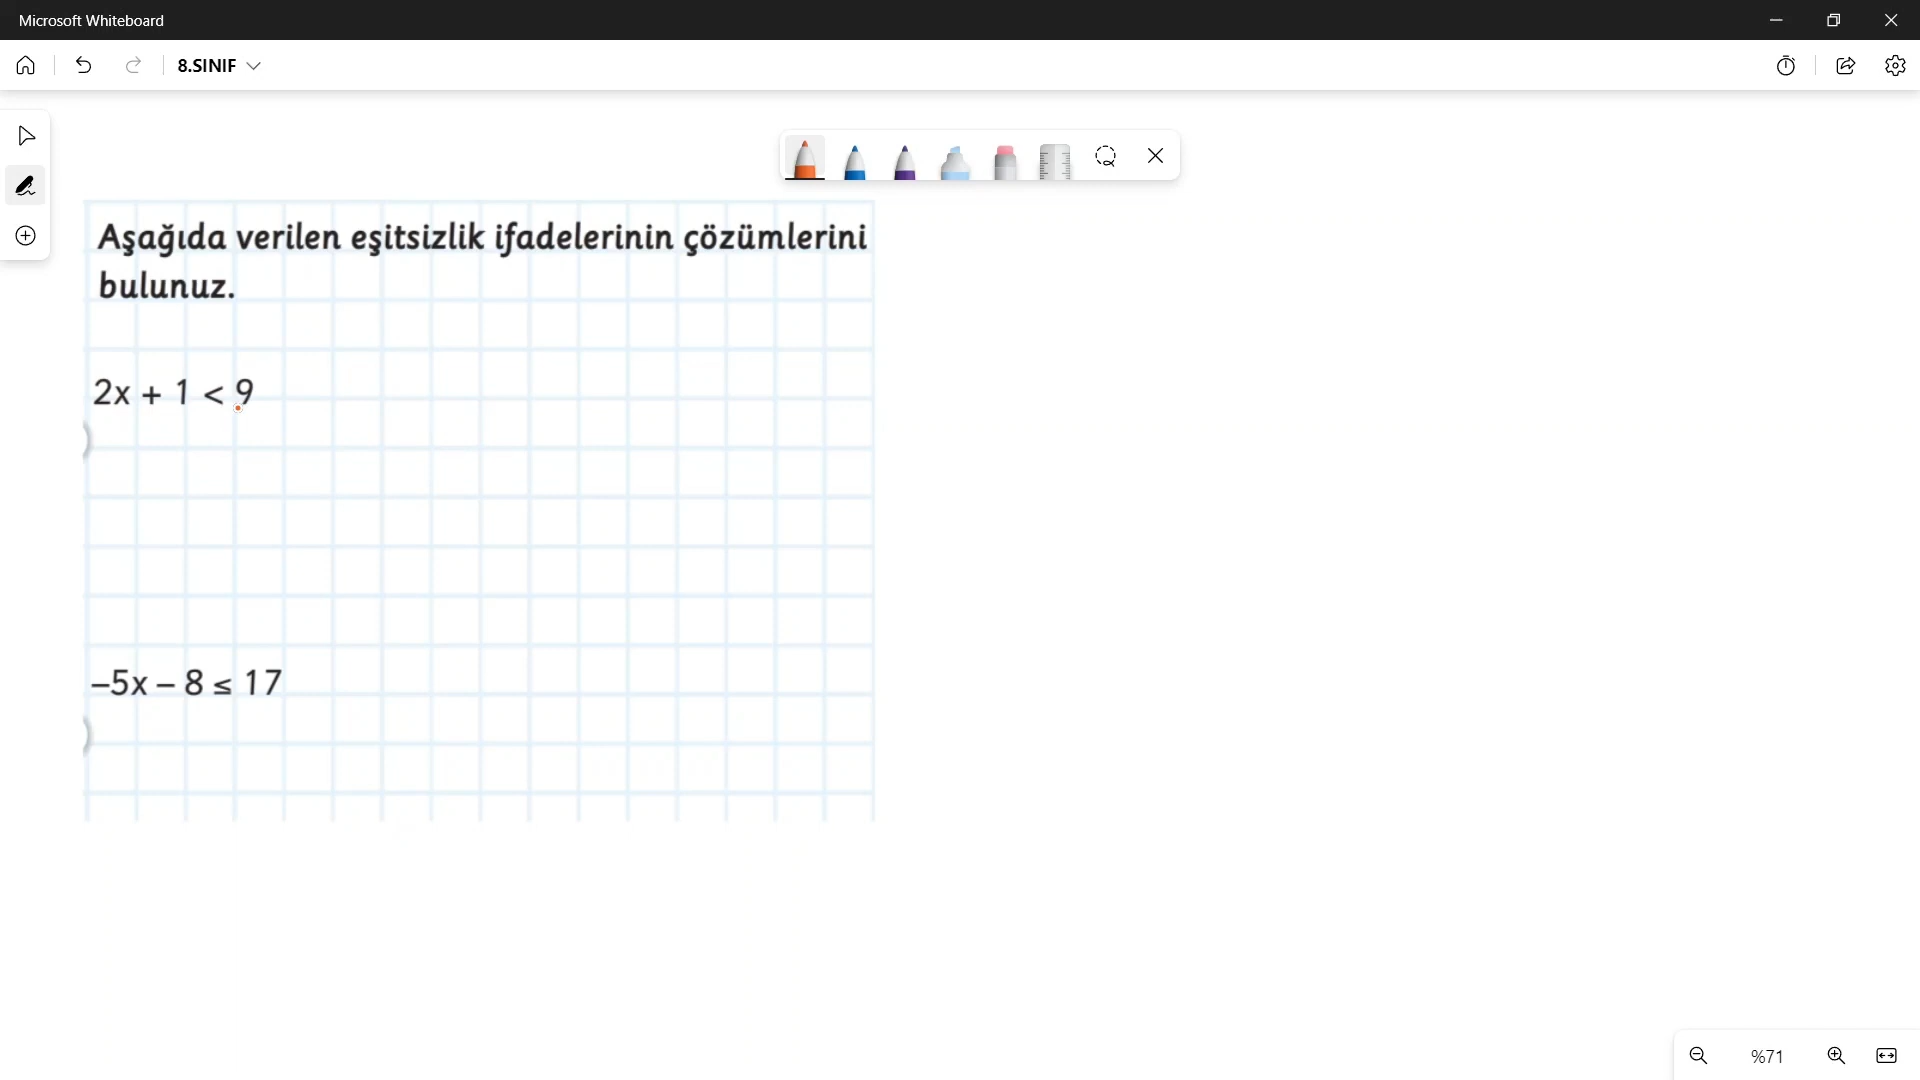 Microsoft Whiteboard
8.SINIF
Aşağıda verilen eşitsizlik ifadelerinin çözümlerini
bulunuz.
2x + 1 < 9
–5x – 8 ≤ 17
%71